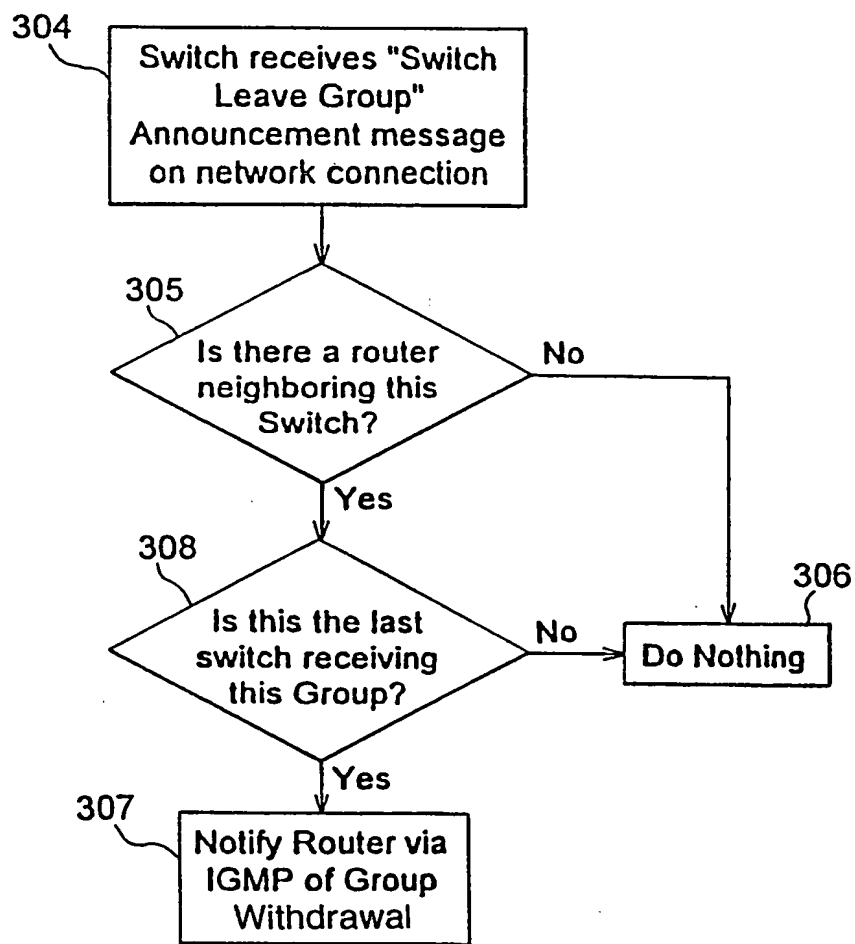 304
Switch receives "Switch
Leave Group"
Announcement message
on network connection
305
Is there a router
neighboring this
Switch?
No
Yes
308
Is this the last
switch receiving
this Group?
No
306
Do Nothing
Yes
307
Notify Router via
IGMP of Group
Withdrawal